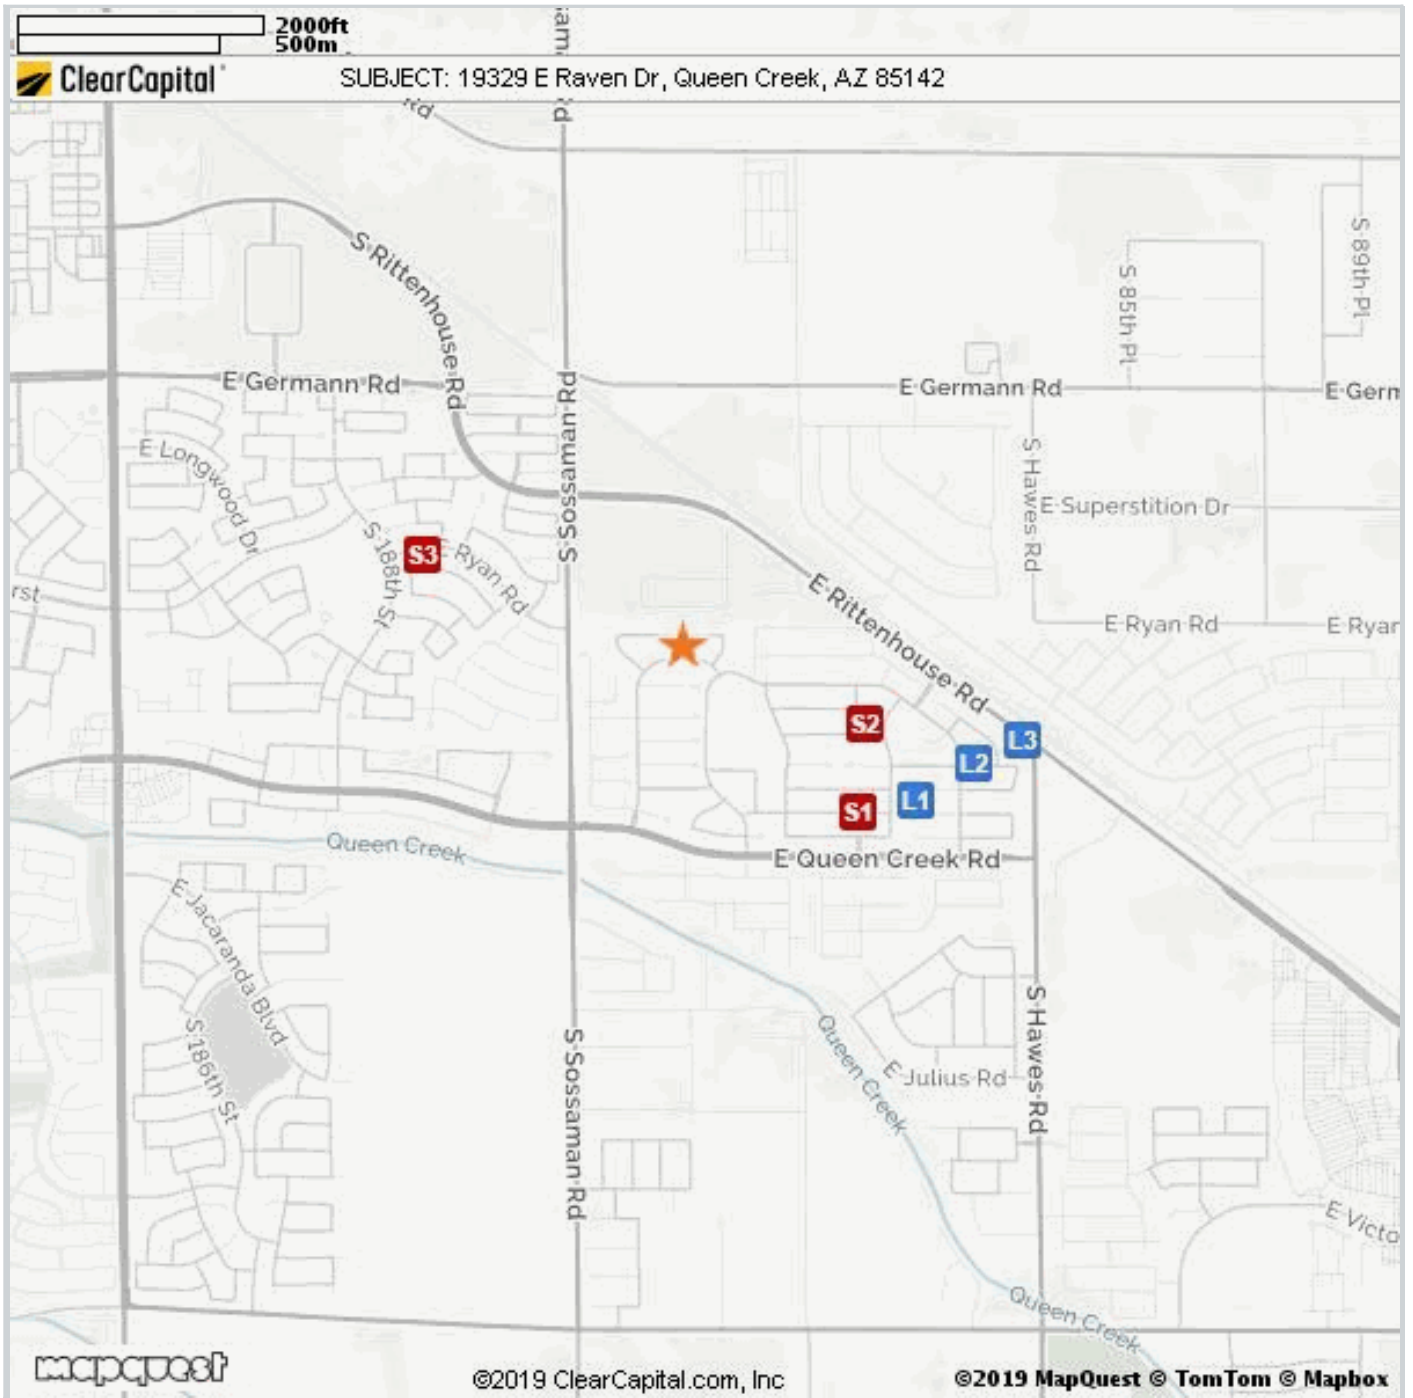 2000ft
500m
ClearCapital
SUBJECT: 19329 E Raven Dr, Queen Creek, AZ 85142
Rd
S Rittenhouse Rd
S 89th Pl
S 85th Pl
E Germann Rd
S Sossaman Rd
E Germann Rd
E Germ
E Longwood Dr
S Hawes Rd
E Superstition Dr
S 188th St
S3
E Ryan Rd
rst
E Rittenhouse Rd
E Ryan Rd
E Ryan
S2
L3
L2
L1
S1
Queen Creek
E Queen Creek Rd
E Jacaranda Blvd
S 186th St
S Sossaman Rd
Queen Creek
S Hawes Rd
E Julius Rd
E Victo
Queen Creek
mapquest
©2019 ClearCapital.com, Inc
©2019 MapQuest © TomTom © Mapbox